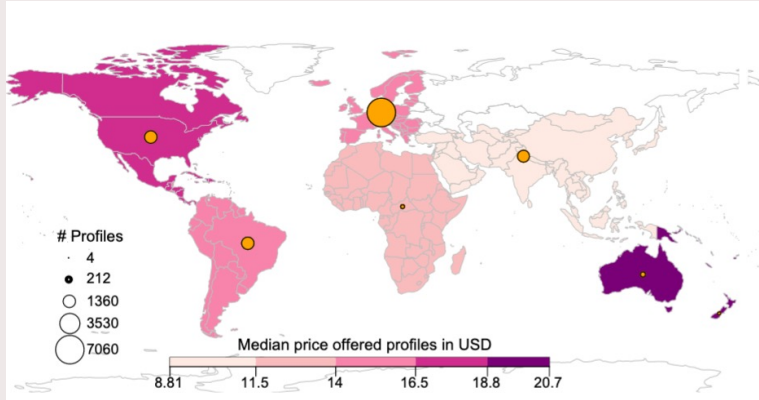 # Profiles
4
212
1360
3530
7060
Median price offered profiles in USD
8.81 11.5 14 16.5 18.8 20.7